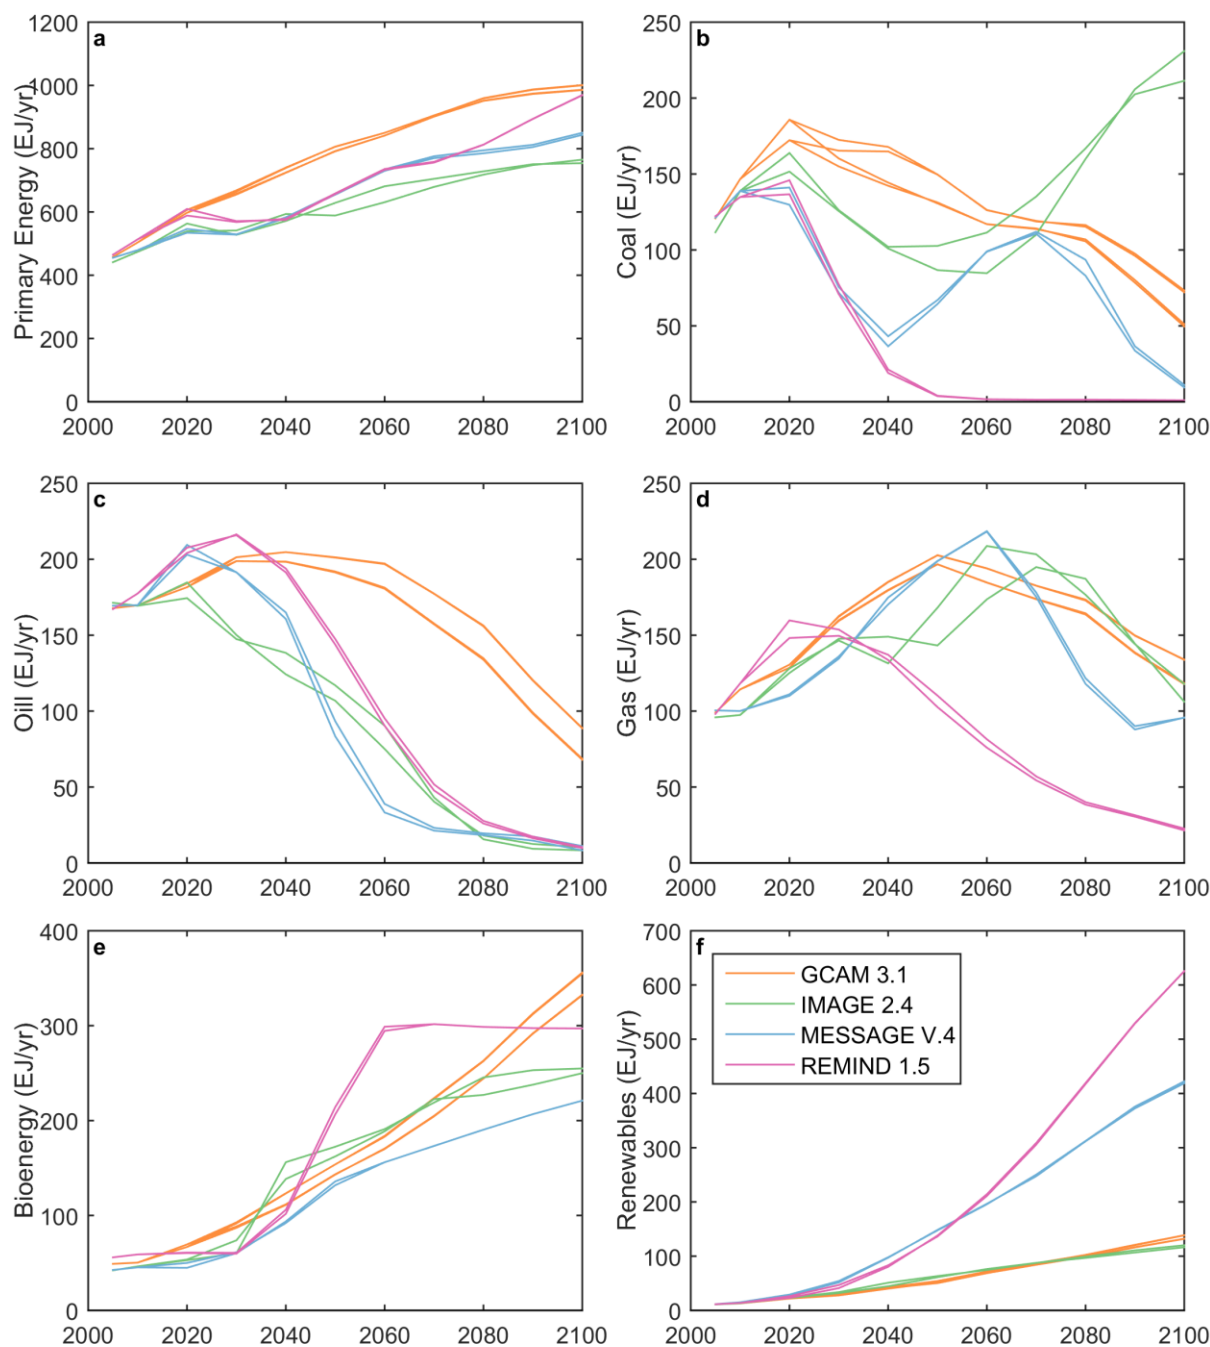 a
Primary Energy (EJ/yr)
1200
1000
800
600
400
200
0
2000 2020 2040 2060 2080 2100
b
Coal (EJ/yr)
250
200
150
100
50
0
2000 2020 2040 2060 2080 2100
c
Oill (EJ/yr)
250
200
150
100
50
0
2000 2020 2040 2060 2080 2100
d
Gas (EJ/yr)
250
200
150
100
50
0
2000 2020 2040 2060 2080 2100
e
Bioenergy (EJ/yr)
400
300
200
100
0
2000 2020 2040 2060 2080 2100
f
Renewables (EJ/yr)
700
600
500
400
300
200
100
0
GCAM 3.1
IMAGE 2.4
MESSAGE V.4
REMIND 1.5
2000 2020 2040 2060 2080 2100